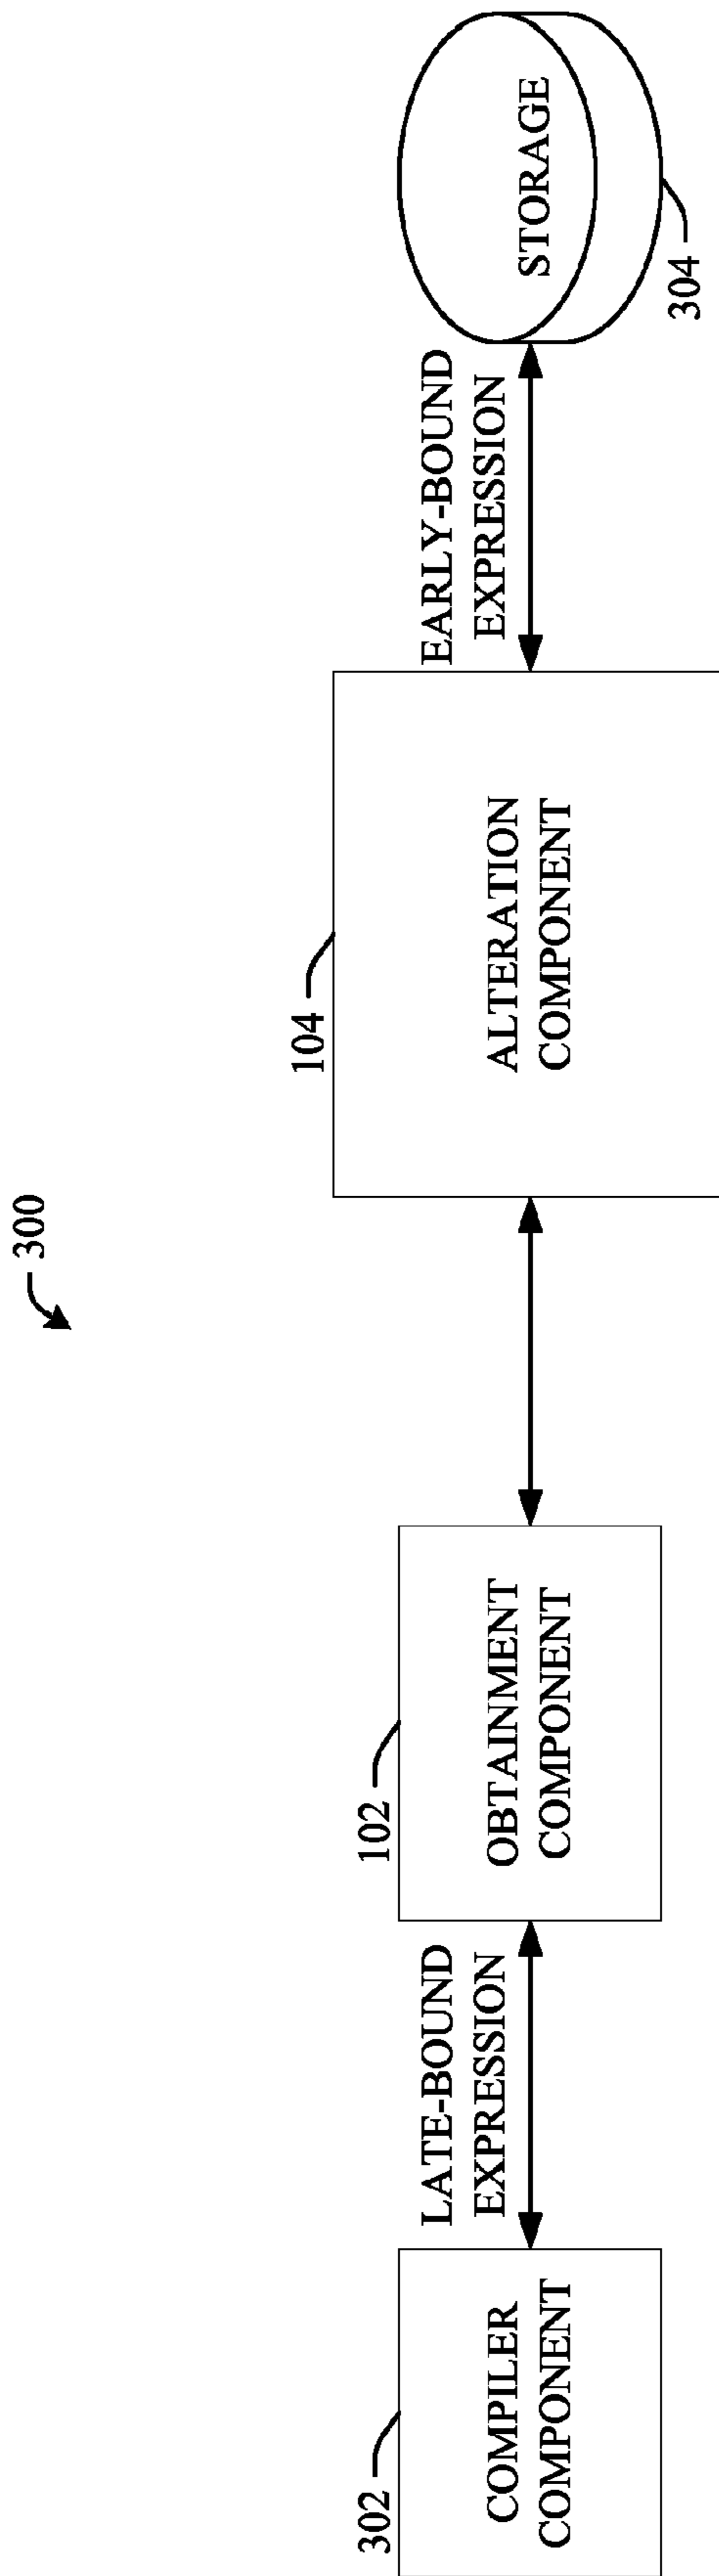 300
302
COMPILER
COMPONENT
LATE-BOUND
EXPRESSION
102
OBTAINMENT
COMPONENT
104
ALTERATION
COMPONENT
EARLY-BOUND
EXPRESSION
STORAGE
304